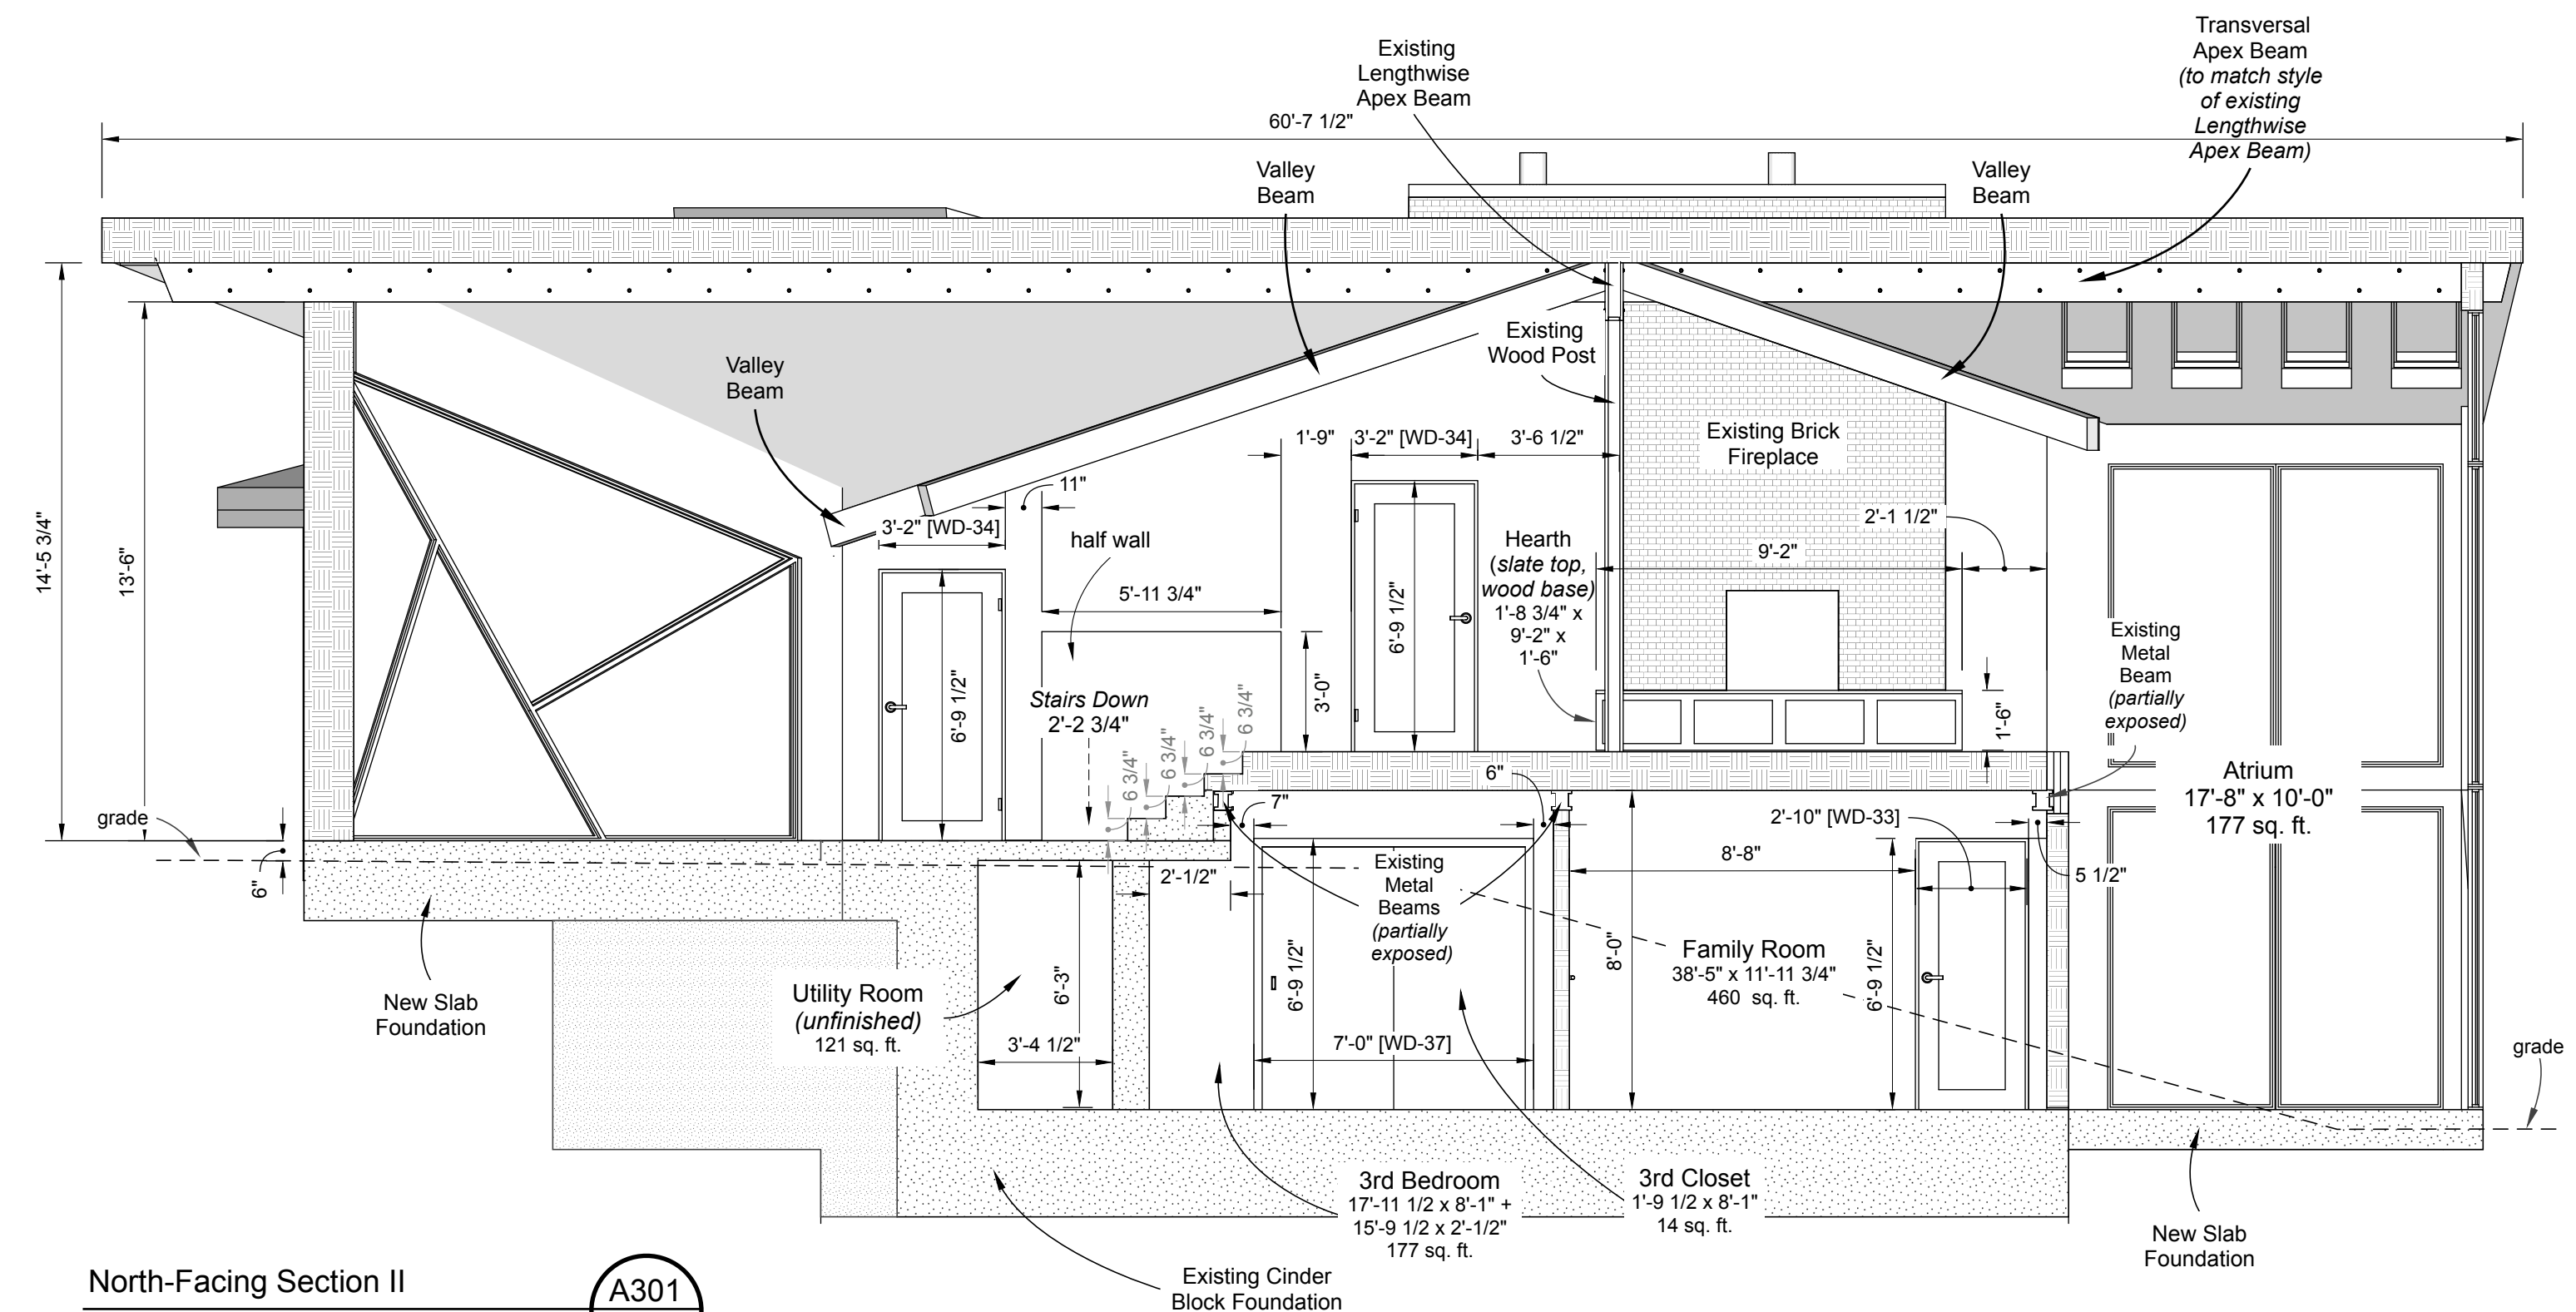 Transversal
Apex Beam
(to match style
of existing
Lengthwise
Apex Beam)
Existing
Lengthwise
Apex Beam
60'-7 1/2"
Valley
Beam
Valley
Beam
Existing
Wood Post
Valley
Beam
14'-5 3/4"
13'-6"
1'-9"
3'-2" [WD-34]
3'-6 1/2"
Existing Brick
Fireplace
11"
3'-2" [WD-34]
half wall
5'-11 3/4"
6'-9 1/2"
Hearth
(slate top,
wood base)
1'-8 3/4" x
9'-2" x
1'-6"
2'-1 1/2"
9'-2"
Existing
Metal
Beam
(partially
exposed)
6'-9 1/2"
Stairs Down
2'-2 3/4"
3'-0"
6 3/4"
6 3/4"
6 3/4"
6 3/4"
1'-6"
Atrium
17'-8" x 10'-0"
177 sq. ft.
grade
6"
7"
6"
2'-10" [WD-33]
8'-8"
5 1/2"
2'-1/2"
Existing
Metal
Beams
(partially
exposed)
6'-3"
6'-9 1/2"
8'-0"
Family Room
38'-5" x 11'-11 3/4"
460 sq. ft.
6'-9 1/2"
New Slab
Foundation
Utility Room
(unfinished)
121 sq. ft.
3'-4 1/2"
7'-0" [WD-37]
grade
3rd Bedroom
17'-11 1/2 x 8'-1" +
15'-9 1/2 x 2'-1/2"
177 sq. ft.
3rd Closet
1'-9 1/2 x 8'-1"
14 sq. ft.
New Slab
Foundation
Existing Cinder
Block Foundation
North-Facing Section II
A301